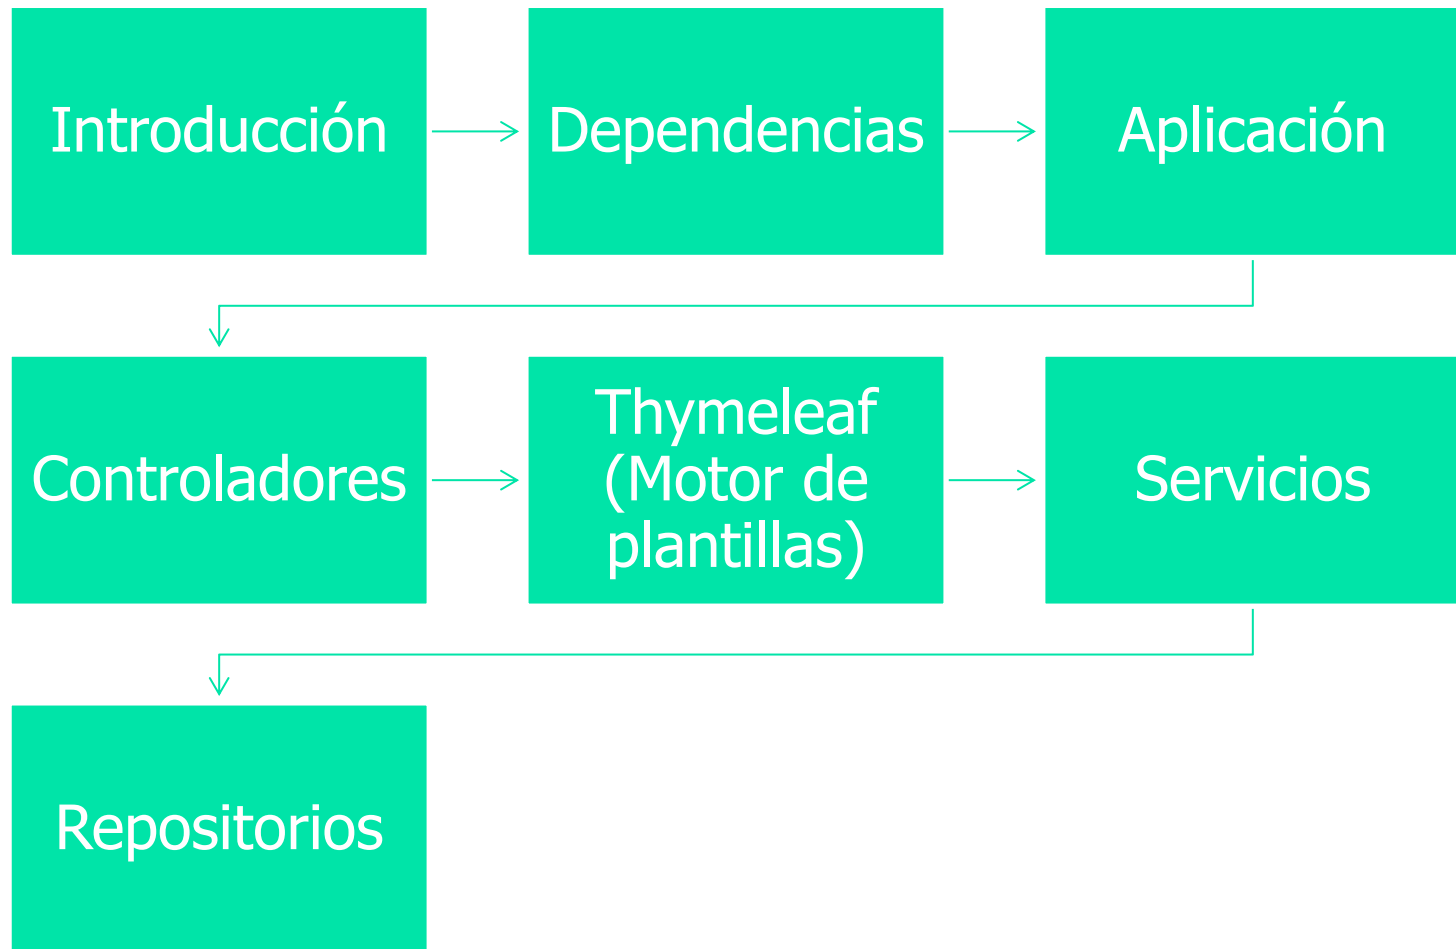 Introducción
Dependencias
Aplicación
Controladores
Thymeleaf
(Motor de
plantillas)
Servicios
Repositorios